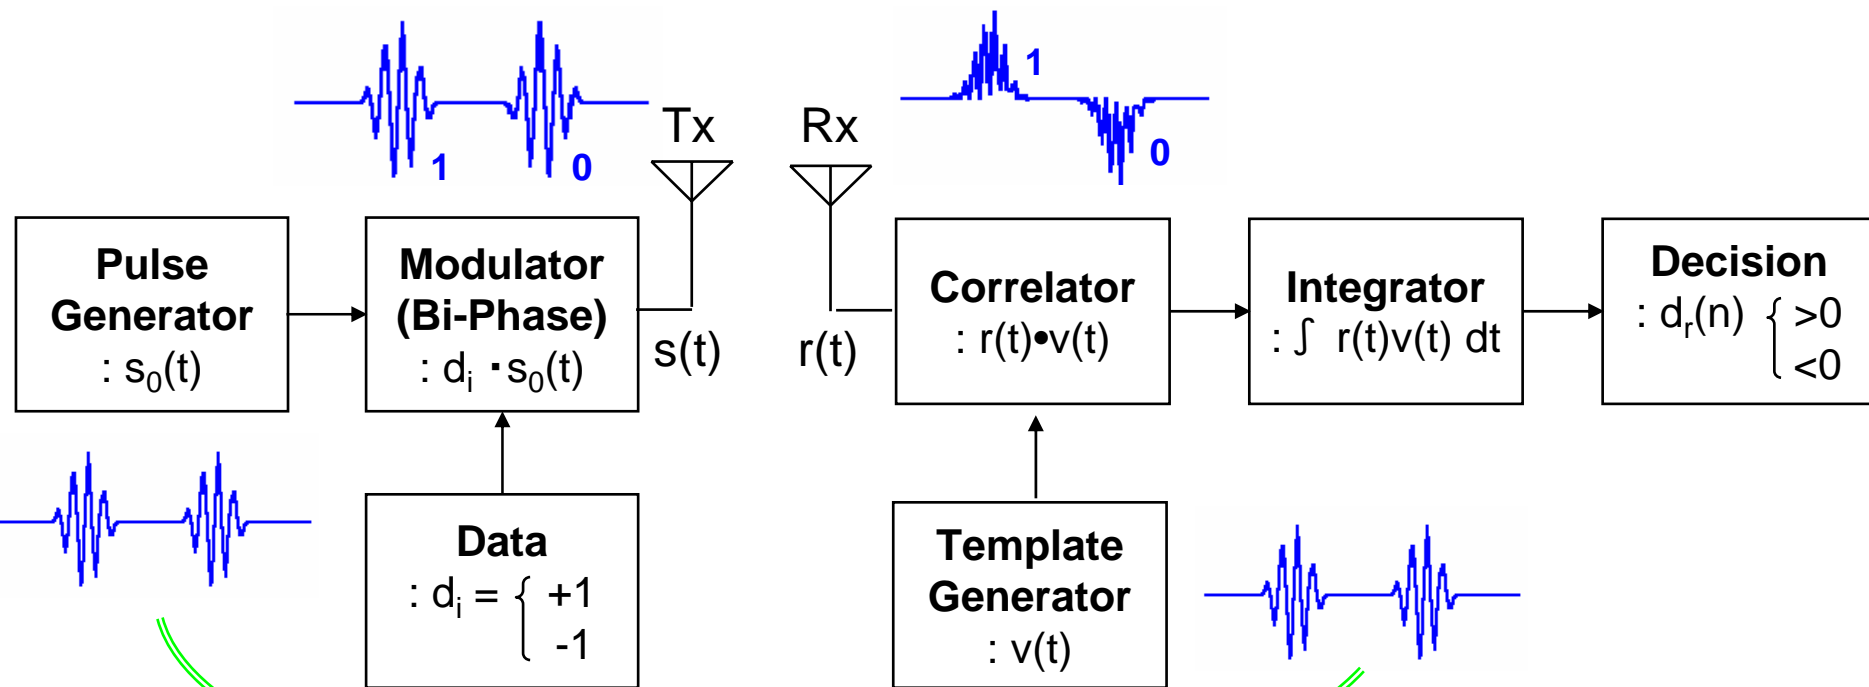 1
0
Tx
Rx
1
0
Pulse
Generator
: s₀(t)
Modulator
(Bi-Phase)
: dᵢ ・s₀(t)
s(t)
r(t)
Correlator
: r(t)•v(t)
Integrator
: ∫ r(t)v(t) dt
Decision
: dᵣ(n) { >0
<0
Data
: dᵢ = { +1
-1
Template
Generator
: v(t)